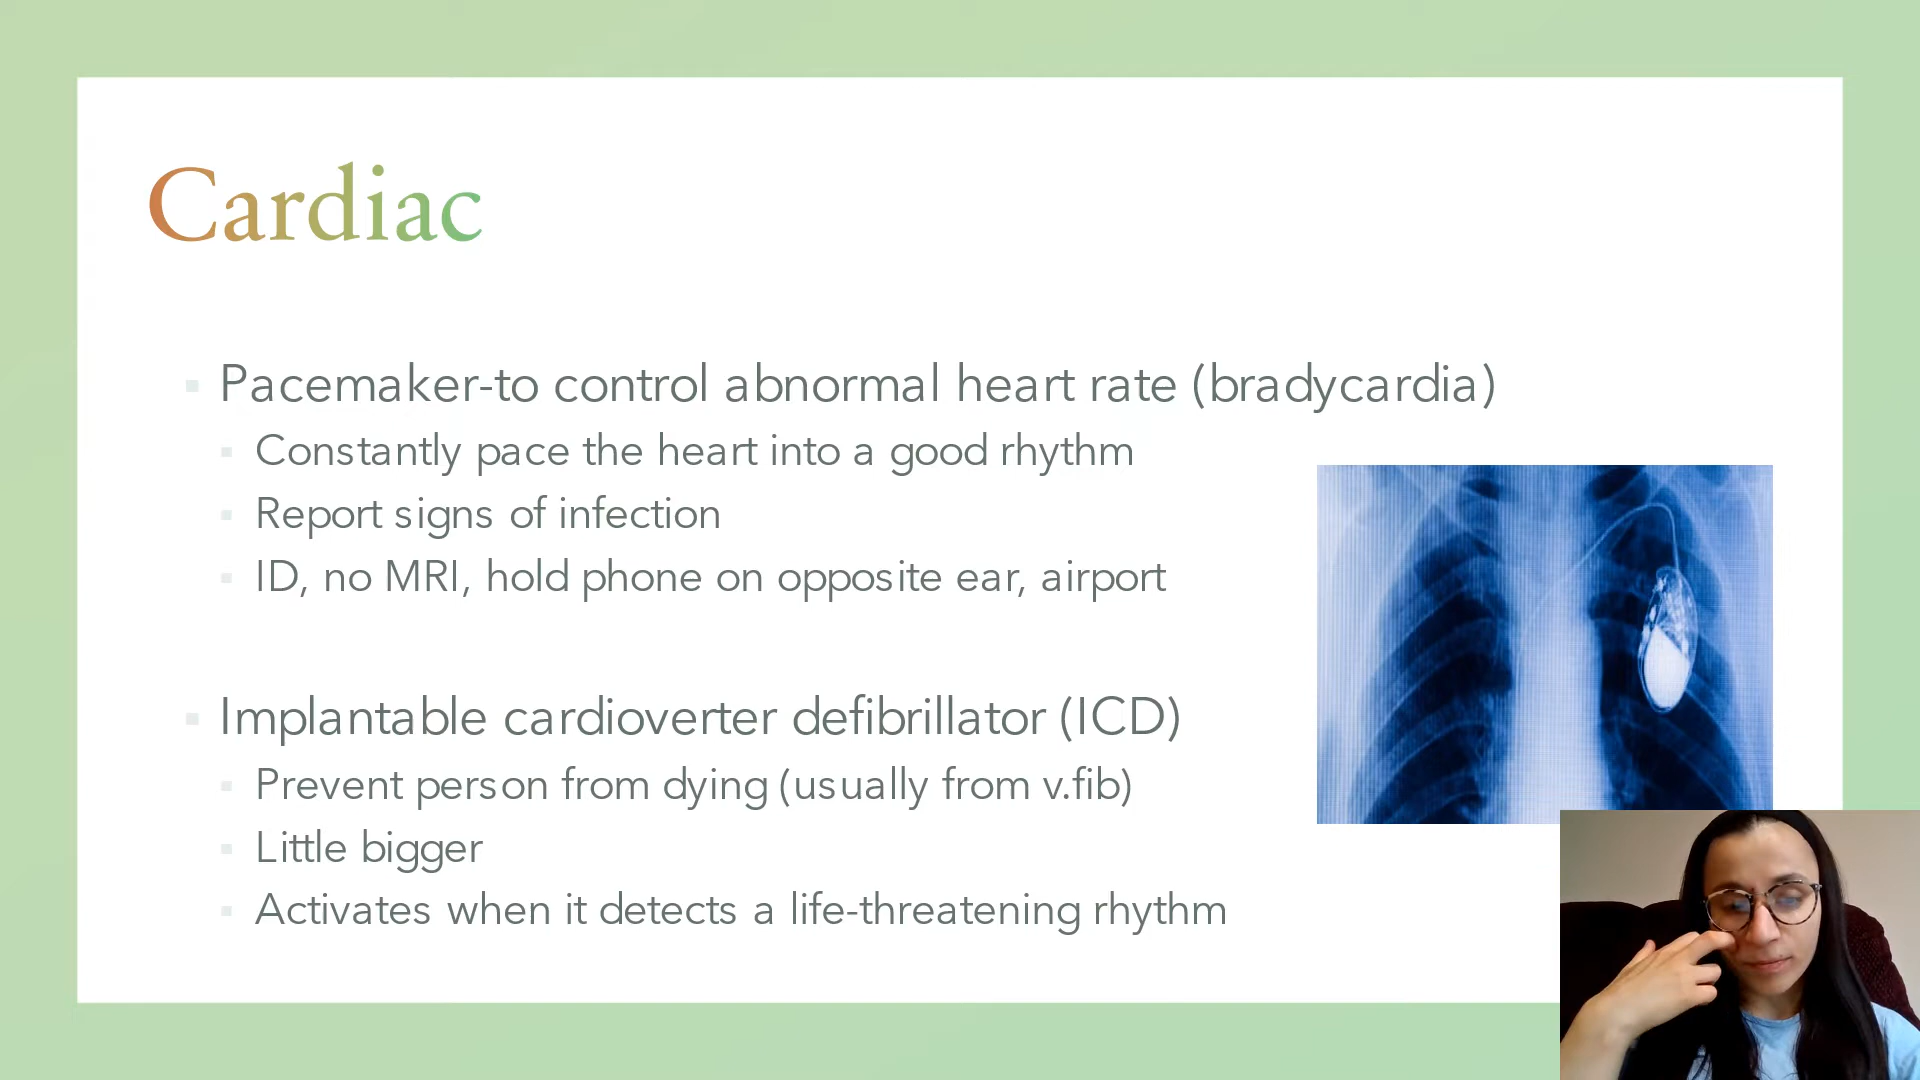 Cardiac
Pacemaker-to control abnormal heart rate (bradycardia)
Constantly pace the heart into a good rhythm
Report signs of infection
ID, no MRI, hold phone on opposite ear, airport
Implantable cardioverter defibrillator (ICD)
Prevent person from dying (usually from v.fib)
Little bigger
Activates when it detects a life-threatening rhythm